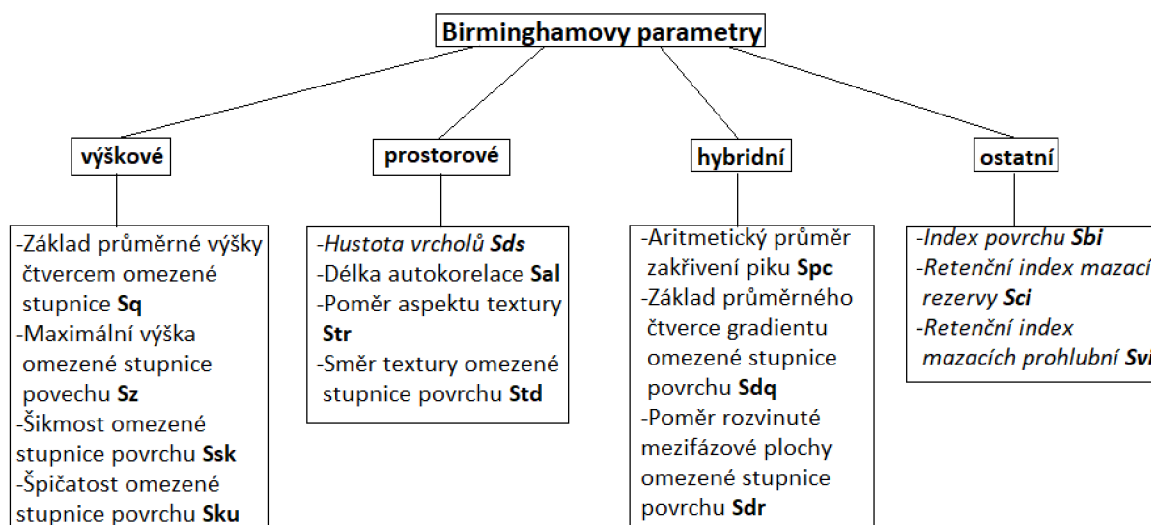 Birminghamovy parametry
výškové
prostorové
hybridní
ostatní
-Základ průměrné výšky
čtvercem omezené
stupnice Sq
-Maximální výška
omezené stupnice
povechu Sz
-Šikmost omezené
stupnice povrchu Ssk
-Špičatost omezené
stupnice povrchu Sku
-Hustota vrcholů Sds
-Délka autokorelace Sal
-Poměr aspektu textury
Str
-Směr textury omezené
stupnice povrchu Std
-Aritmetický průměr
zakřivení piku Spc
-Základ průměrného
čtverce gradientu
omezené stupnice
povrchu Sdq
-Poměr rozvinuté
mezifázové plochy
omezené stupnice
povrchu Sdr
-Index povrchu Sbi
-Retenční index mazací
rezervy Sci
-Retenční index
mazacích prohlubní Svi